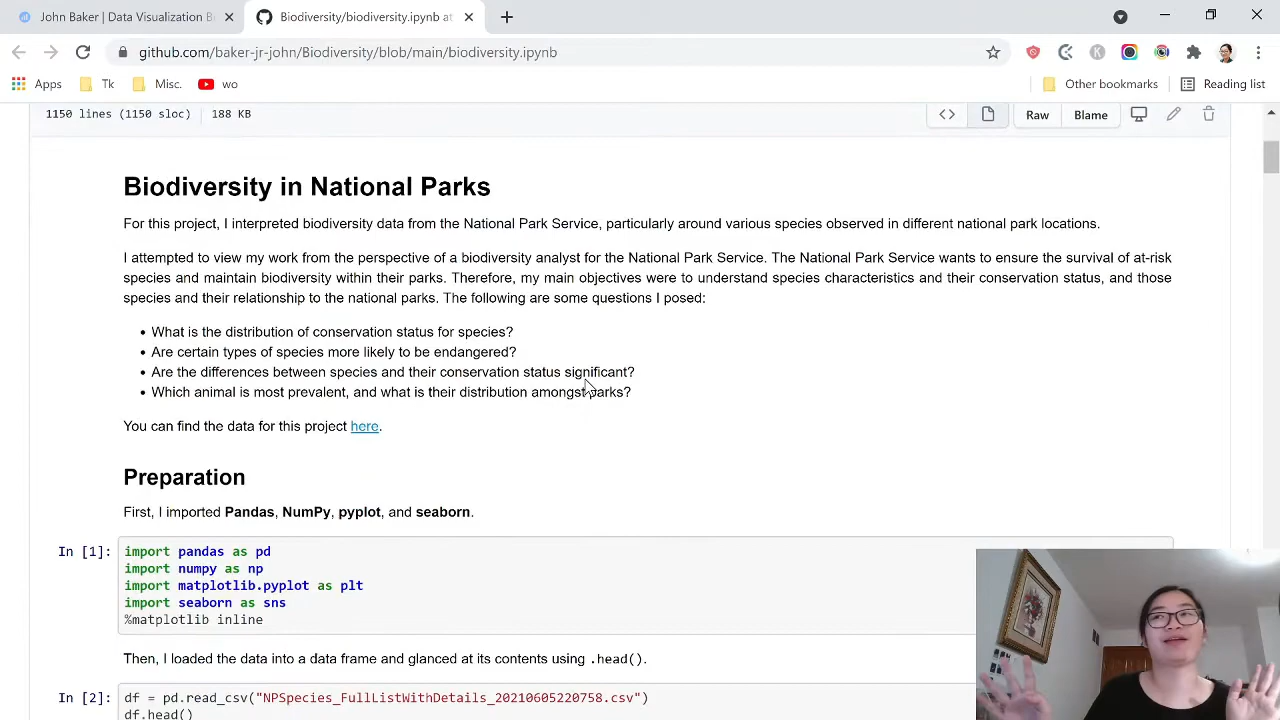 John Baker | Data Visualization B
Biodiversity/biodiversity.ipynb at
github.com/baker-jr-john/Biodiversity/blob/main/biodiversity.ipynb
Apps
Tk
Misc.
wo
Other bookmarks
Reading list
1150 lines (1150 sloc) 188 KB
Raw
Blame
Biodiversity in National Parks
For this project, I interpreted biodiversity data from the National Park Service, particularly around various species observed in different national park locations.
I attempted to view my work from the perspective of a biodiversity analyst for the National Park Service. The National Park Service wants to ensure the survival of at-risk
species and maintain biodiversity within their parks. Therefore, my main objectives were to understand species characteristics and their conservation status, and those
species and their relationship to the national parks. The following are some questions I posed:
• What is the distribution of conservation status for species?
• Are certain types of species more likely to be endangered?
• Are the differences between species and their conservation status significant?
• Which animal is most prevalent, and what is their distribution amongst parks?
You can find the data for this project here.
Preparation
First, I imported Pandas, NumPy, pyplot, and seaborn.
In [1]: import pandas as pd
import numpy as np
import matplotlib.pyplot as plt
import seaborn as sns
%matplotlib inline
Then, I loaded the data into a data frame and glanced at its contents using .head().
In [2]: df = pd.read_csv("NPSpecies_FullListWithDetails_20210605220758.csv")
df.head()